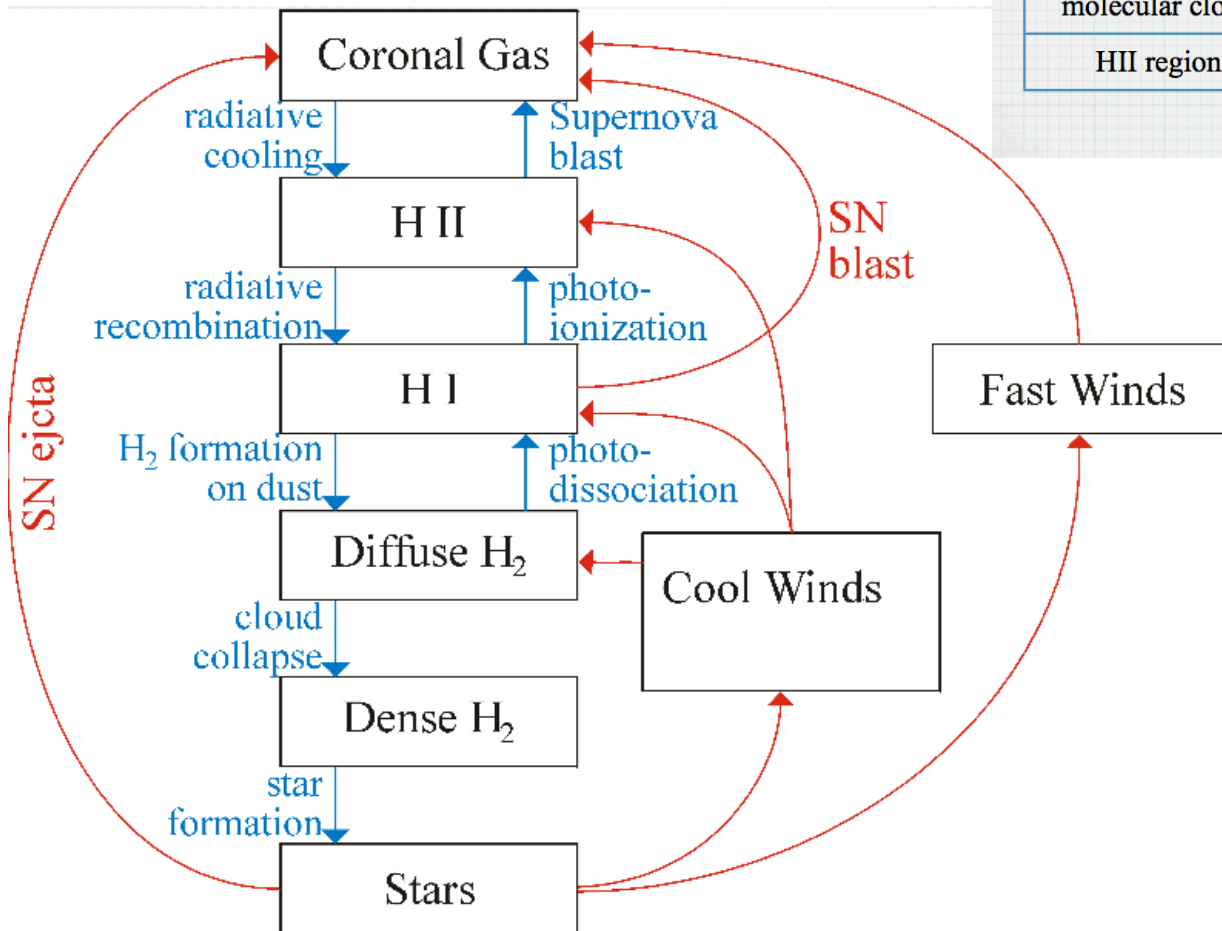 molecular clo
HII region
Coronal Gas
radiative
cooling
Supernova
blast
H II
SN
blast
radiative
recombination
photo-
ionization
H I
Fast Winds
SN ejcta
H₂ formation
on dust
photo-
dissociation
Diffuse H₂
Cool Winds
cloud
collapse
Dense H₂
star
formation
Stars